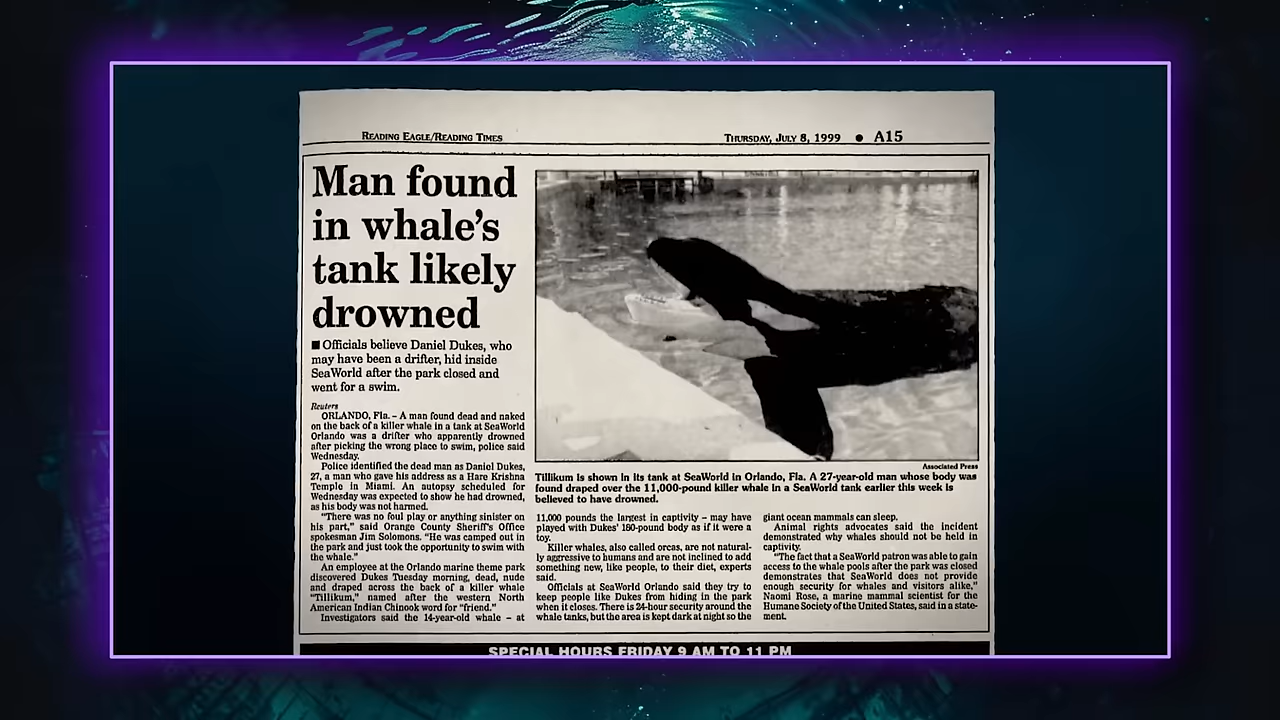 READING EAGLE/READING TIMES
THURSDAY, JULY 8, 1999 ● A15
Man found
in whale's
tank likely
drowned
■ Officials believe Daniel Dukes, who
may have been a drifter, hid inside
SeaWorld after the park closed and
went for a swim.
Reuters
ORLANDO, Fla. – A man found dead and naked
on the back of a killer whale in a tank at SeaWorld
Orlando was a drifter who apparently drowned
after picking the wrong place to swim, police said
Wednesday.
Police identified the dead man as Daniel Dukes,
27, a man who gave his address as a Hare Krishna
Temple in Miami. An autopsy scheduled for
Wednesday was expected to show he had drowned,
as his body was not harmed.
"There was no foul play or anything sinister on
his part," said Orange County Sheriff's Office
spokesman Jim Solomons. "He was camped out in
the park and just took the opportunity to swim with
the whale."
An employee at the Orlando marine theme park
discovered Dukes Tuesday morning, dead, nude
and draped across the back of a killer whale
"Tillikum," named after the western North
American Indian Chinook word for "friend."
Investigators said the 14-year-old whale – at
Associated Press
Tillikum is shown in its tank at SeaWorld in Orlando, Fla. A 27-year-old man whose body was
found draped over the 11,000-pound killer whale in a SeaWorld tank earlier this week is
believed to have drowned.
11,000 pounds the largest in captivity – may have
played with Dukes' 180-pound body as if it were a
toy.
Killer whales, also called orcas, are not natural-
ly aggressive to humans and are not inclined to add
something new, like people, to their diet, experts
said.
Officials at SeaWorld Orlando said they try to
keep people like Dukes from hiding in the park
when it closes. There is 24-hour security around the
whale tanks, but the area is kept dark at night so the
giant ocean mammals can sleep.
Animal rights advocates said the incident
demonstrated why whales should not be held in
captivity.
"The fact that a SeaWorld patron was able to gain
access to the whale pools after the park was closed
demonstrates that SeaWorld does not provide
enough security for whales and visitors alike,"
Naomi Rose, a marine mammal scientist for the
Humane Society of the United States, said in a state-
ment.
SPECIAL HOURS FRIDAY 9 AM TO 11 PM